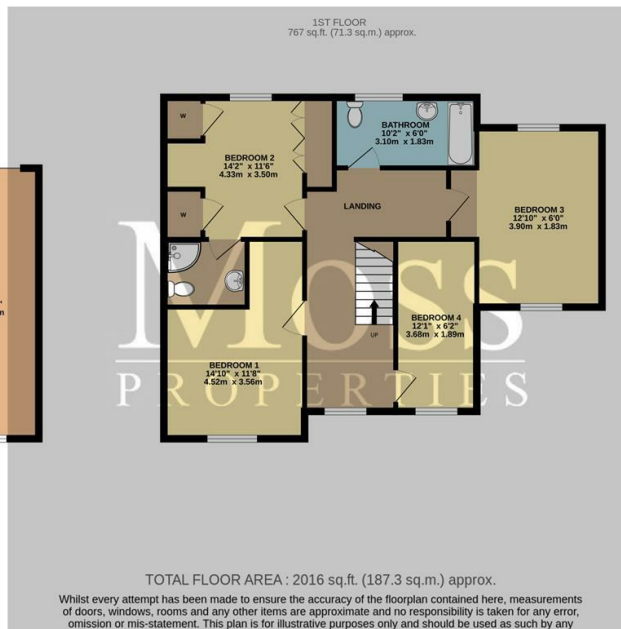 1ST FLOOR
767 sq.ft. (71.3 sq.m.) approx.
W
BATHROOM
10'2" x 6'0"
3.10m x 1.83m
BEDROOM 2
14'2" x 11'6"
4.33m x 3.50m
W
LANDING
BEDROOM 3
12'10" x 6'0"
3.90m x 1.83m
MOSS
PROPERTIES
UP
BEDROOM 4
12'1" x 6'2"
3.68m x 1.89m
BEDROOM 1
14'10" x 11'8"
4.52m x 3.56m
TOTAL FLOOR AREA : 2016 sq.ft. (187.3 sq.m.) approx.
Whilst every attempt has been made to ensure the accuracy of the floorplan contained here, measurements
of doors, windows, rooms and any other items are approximate and no responsibility is taken for any error,
omission or mis-statement. This plan is for illustrative purposes only and should be used as such by any